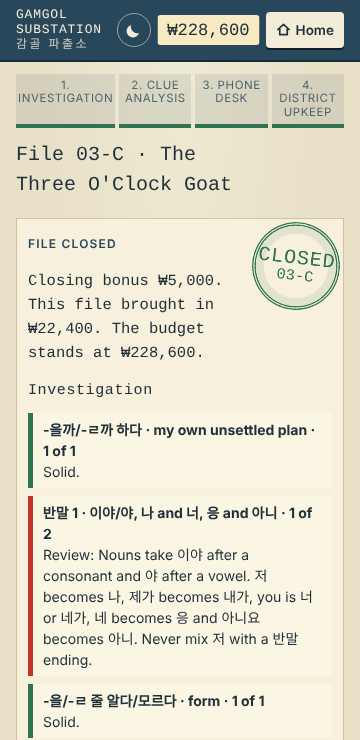 GAMGOL
SUBSTATION
감골 파출소
₩228,600
Home
1.
INVESTIGATION
2. CLUE
ANALYSIS
3. PHONE
DESK
4.
DISTRICT
UPKEEP
File 03-C · The
Three O'Clock Goat
FILE CLOSED
CLOSED
03-C
Closing bonus ₩5,000.
This file brought in
₩22,400. The budget
stands at ₩228,600.
Investigation
-을까/-ㄹ까 하다 · my own unsettled plan ·
1 of 1
Solid.
반말 1 · 이야/야, 나 and 너, 응 and 아니 · 1 of
2
Review: Nouns take 이야 after a
consonant and 야 after a vowel. 저
becomes 나, 제가 becomes 내가, you is 너
or 네가, 네 becomes 응 and 아니요
becomes 아니. Never mix 저 with a 반말
ending.
-을/-ㄹ 줄 알다/모르다 · form · 1 of 1
Solid.